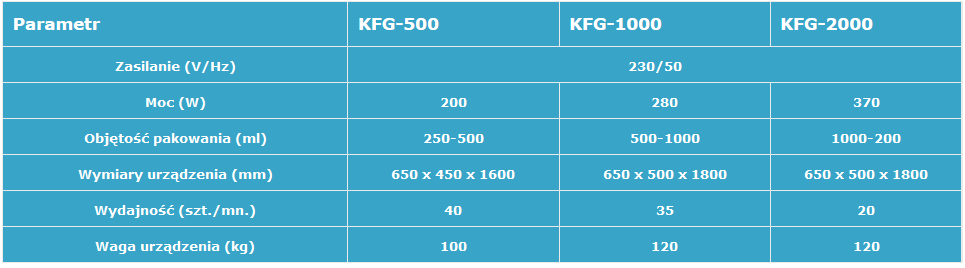 Parametr KFG-500 KFG-1000 KFG-2000
Zasilanie (V/Hz) 230/50
Moc (W) 200 280 370
Objętość pakowania (ml) 250-500 500-1000 1000-200
Wymiary urządzenia (mm) 650 x 450 x 1600 650 x 500 x 1800 650 x 500 x 1800
Wydajność (szt./mn.) 40 35 20
Waga urządzenia (kg) 100 120 120